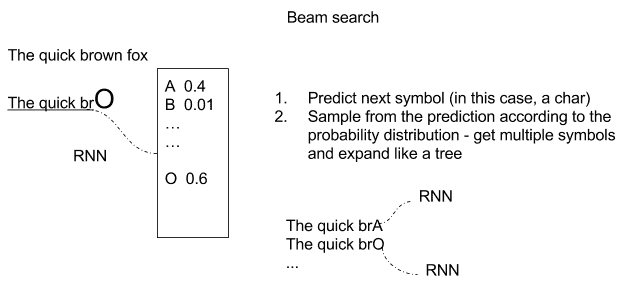 Beam search
The quick brown fox
The quick brO
RNN
A 0.4
B 0.01
...
...
O 0.6
1. Predict next symbol (in this case, a char)
2. Sample from the prediction according to the
probability distribution - get multiple symbols
and expand like a tree
RNN
The quick brA
The quick brO
...
RNN